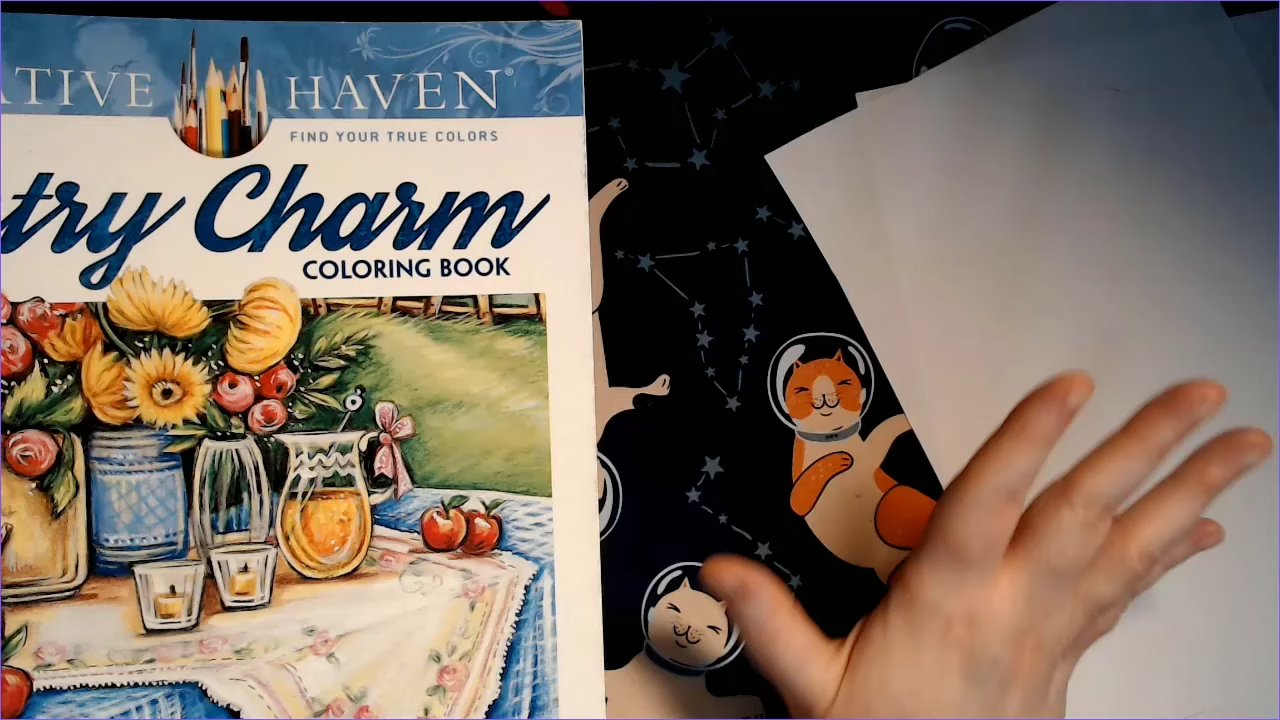 ATIVE HAVEN®
FIND YOUR TRUE COLORS
try Charm
COLORING BOOK